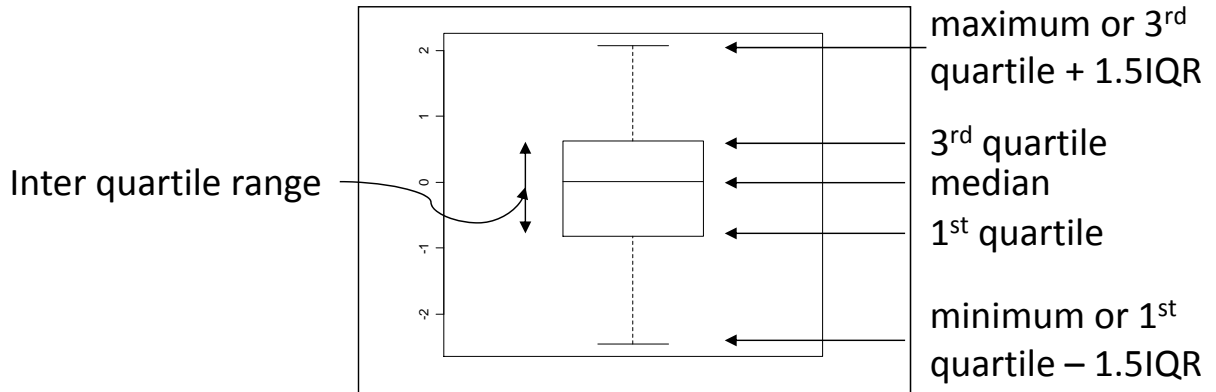 maximum or 3rd
quartile + 1.5IQR
2
1
3rd quartile
Inter quartile range
0
median
1st quartile
-1
-2
minimum or 1st
quartile – 1.5IQR